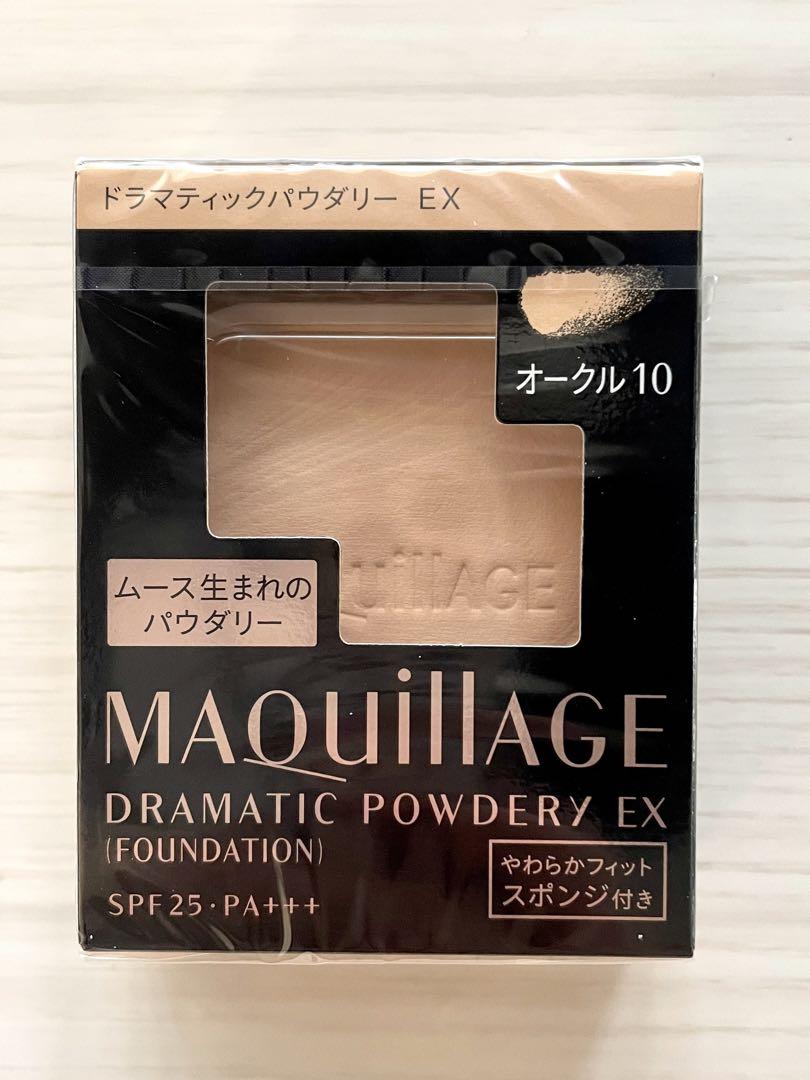 ドラマティックパウダリー EX
オークル10
uillAGE
ムース生まれの
パウダリー
MAQuillAGE
DRAMATIC POWDERY EX
(FOUNDATION)
SPF25・PA+++
やわらかフィット
スポンジ付き